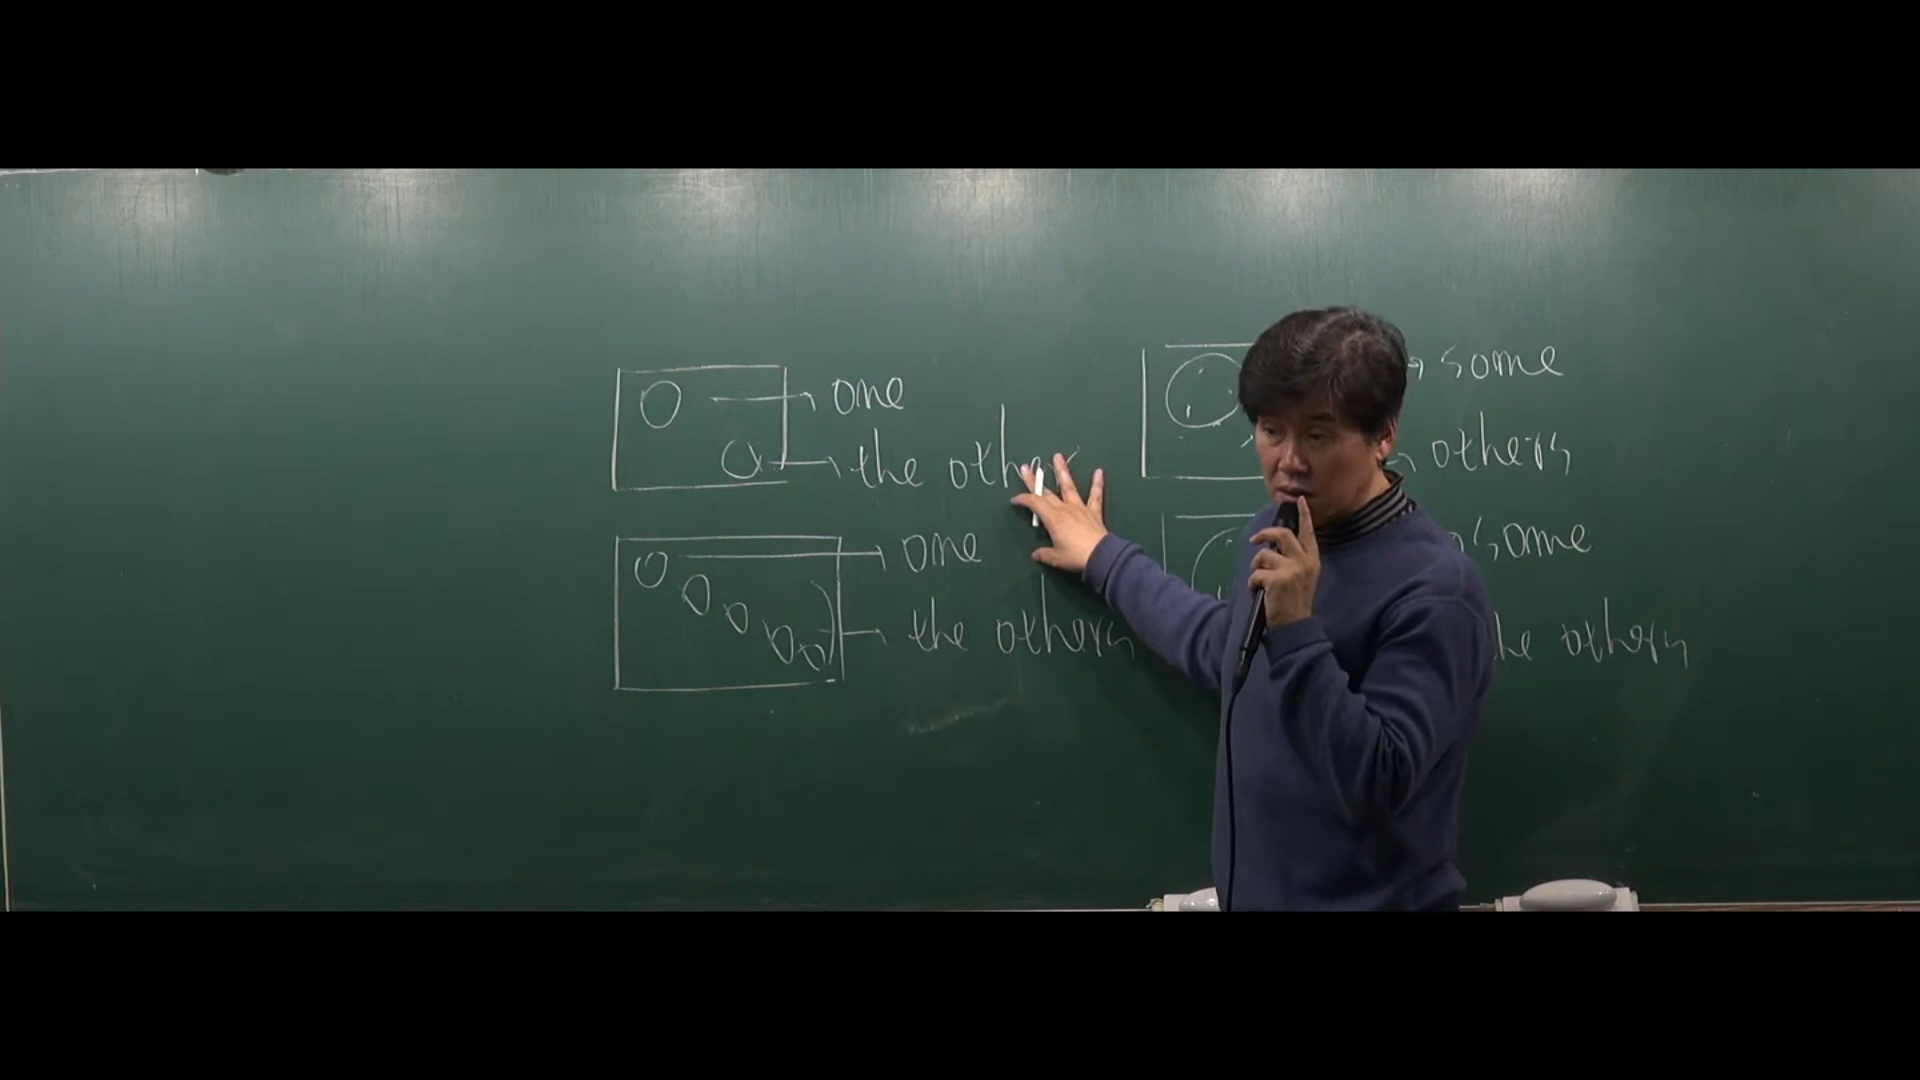 one
the other
one
the others
some
others
some
the others